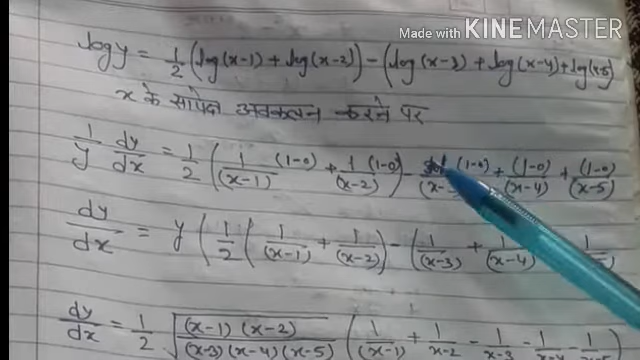 Made with KINEMASTER
log y = 1/2 (log(x-1) + log(x-2)) - (log(x-3) + log(x-4) + log(x-5)
x के सापेक्ष अवकलन करने पर
1/y dy/dx = 1/2 ( 1/(x-1) (1-0) + 1/(x-2) (1-0) ) - (1-0) + (1-0)/(x-4) + (1-0)/(x-5)
dy/dx = y ( 1/2 ( 1/(x-1) + 1/(x-2) ) - ( 1/(x-3) + 1/(x-4) 1
dy/dx = 1/2 √((x-1)(x-2)/(x-3)(x-4)(x-5)) ( 1/(x-1) + 1/(x-2) - 1/(x-3) - 1/(x-4) - 1